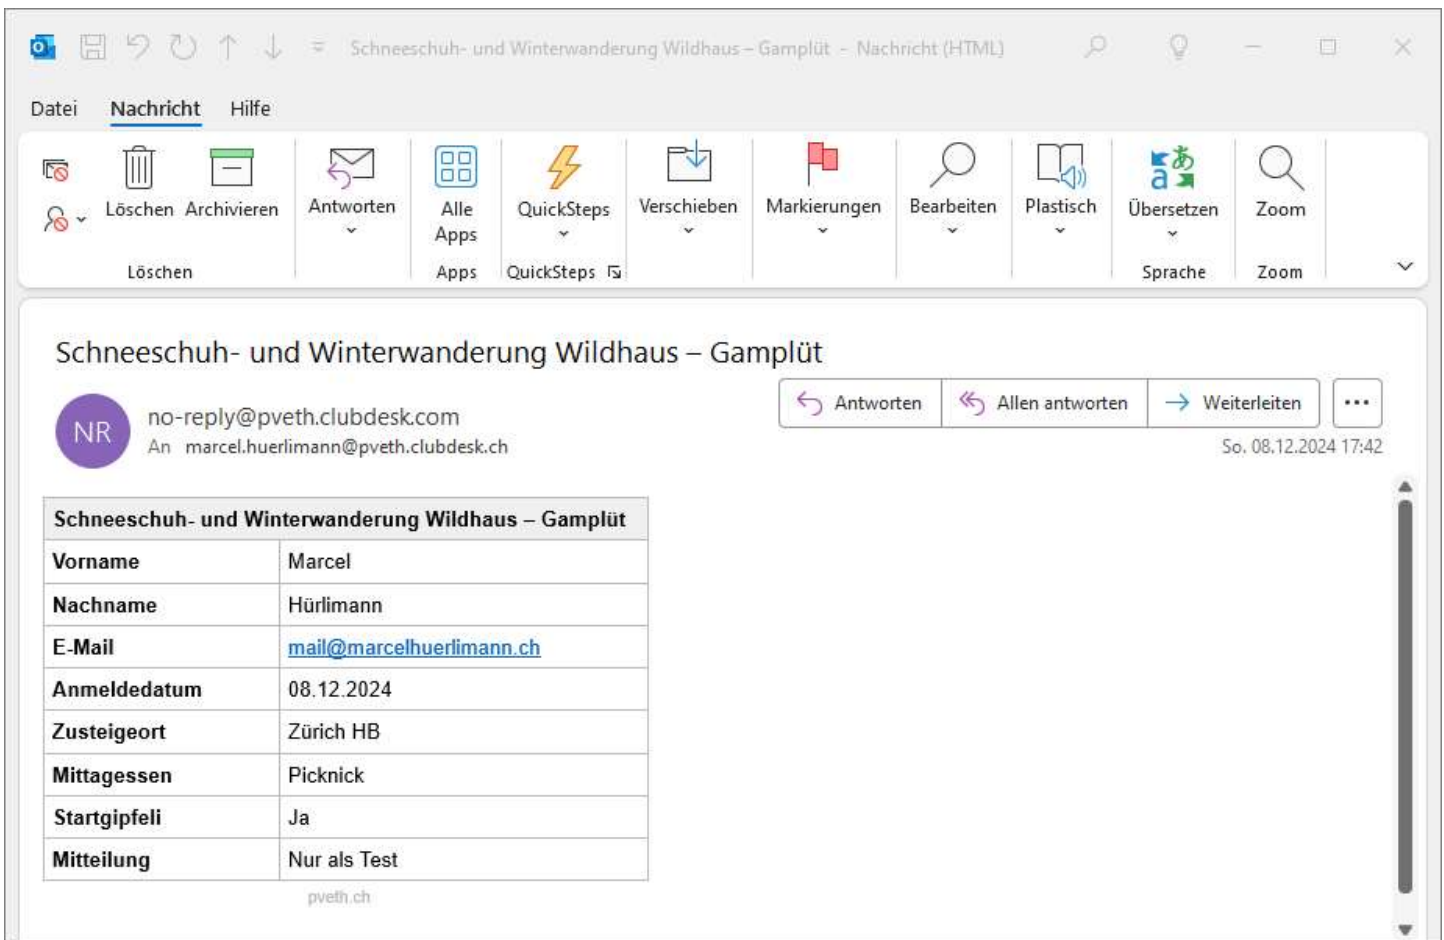 Schneeschuh- und Winterwanderung Wildhaus – Gamplüt - Nachricht (HTML)
Datei Nachricht Hilfe
Löschen Archivieren Antworten Alle Apps QuickSteps Verschieben Markierungen Bearbeiten Plastisch Übersetzen Zoom
Löschen Apps QuickSteps Sprache Zoom
Schneeschuh- und Winterwanderung Wildhaus – Gamplüt
Antworten Allen antworten Weiterleiten
NR no-reply@pveth.clubdesk.com
An marcel.huerlimann@pveth.clubdesk.ch So. 08.12.2024 17:42
Schneeschuh- und Winterwanderung Wildhaus – Gamplüt
Vorname Marcel
Nachname Hürlimann
E-Mail mail@marcelhuerlimann.ch
Anmeldedatum 08.12.2024
Zusteigeort Zürich HB
Mittagessen Picknick
Startgipfeli Ja
Mitteilung Nur als Test
pveth.ch